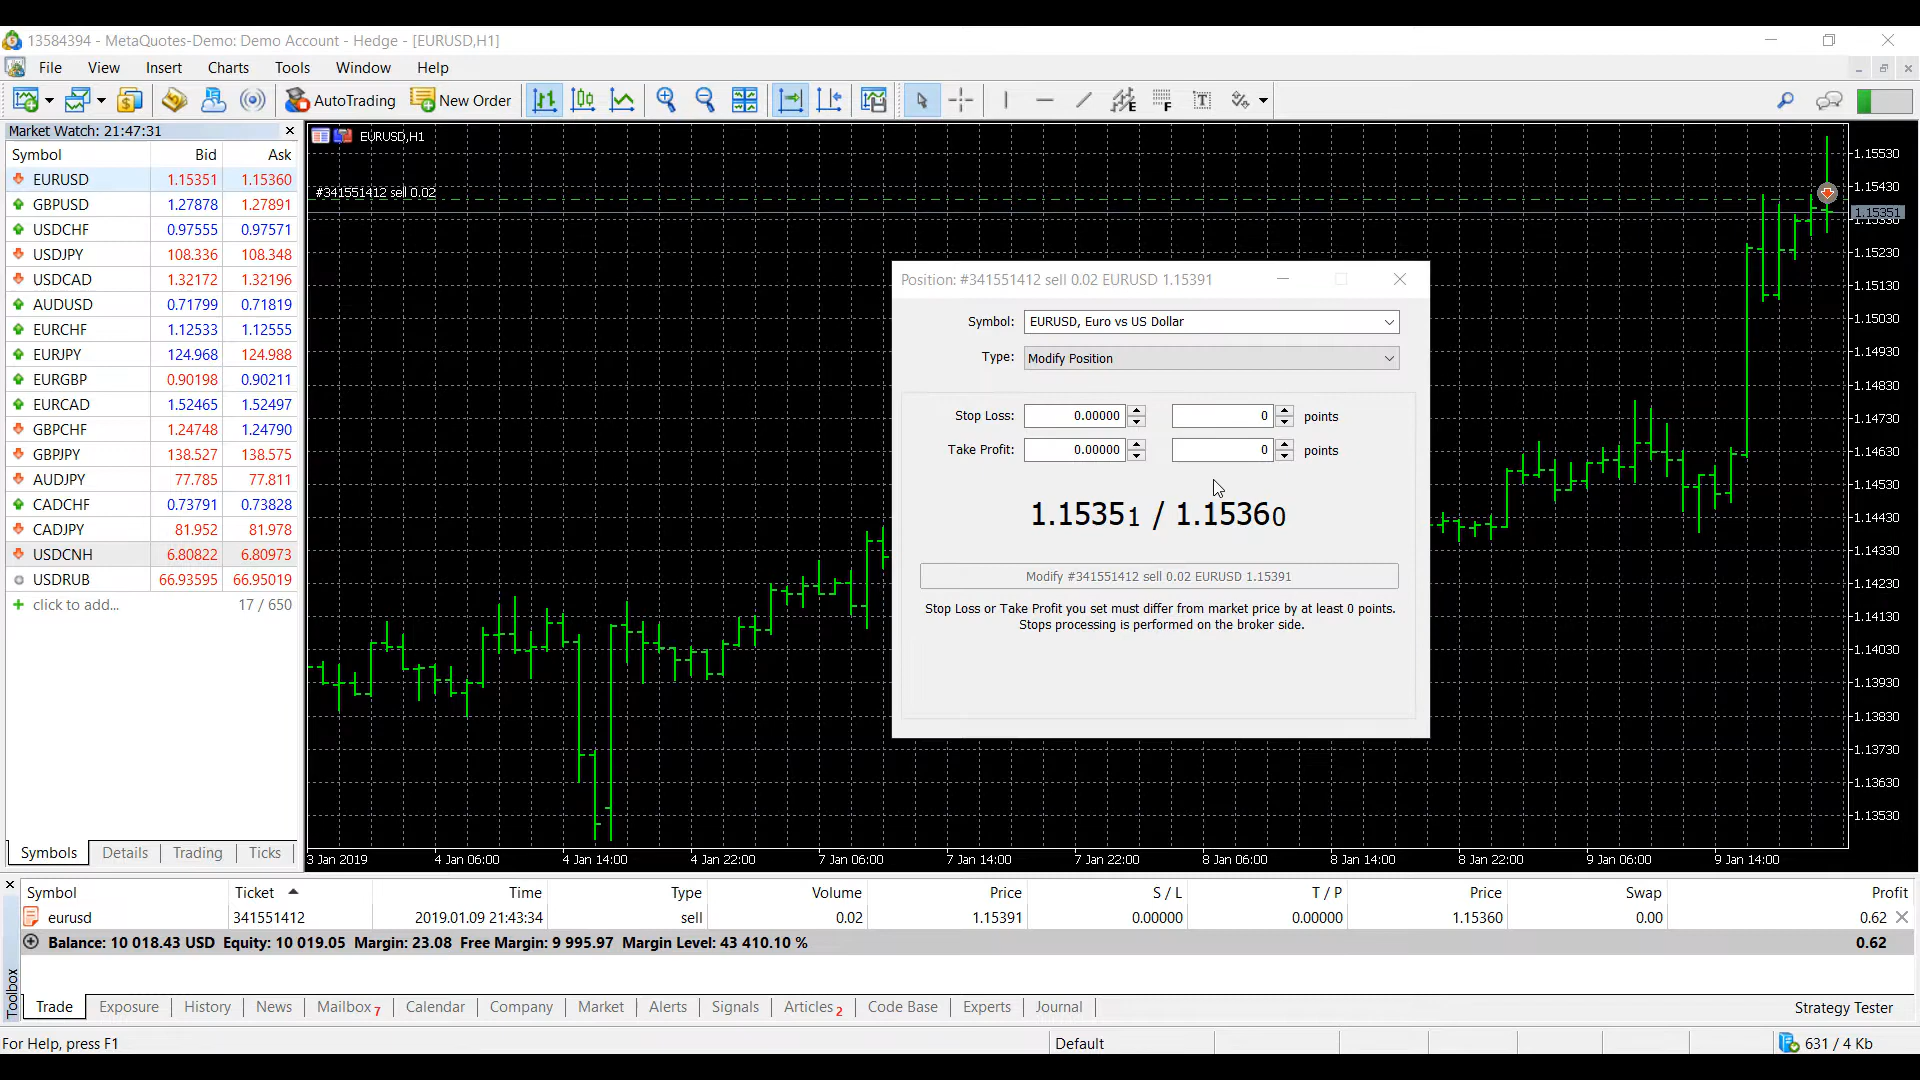 13584394 - MetaQuotes-Demo: Demo Account - Hedge - [EURUSD,H1]
File View Insert Charts Tools Window Help
AutoTrading New Order
Market Watch: 21:47:31
Symbol Bid Ask
EURUSD 1.15351 1.15360
GBPUSD 1.27878 1.27891
USDCHF 0.97555 0.97571
USDJPY 108.336 108.348
USDCAD 1.32172 1.32196
AUDUSD 0.71799 0.71819
EURCHF 1.12533 1.12555
EURJPY 124.968 124.988
EURGBP 0.90198 0.90211
EURCAD 1.52465 1.52497
GBPCHF 1.24748 1.24790
GBPJPY 138.527 138.575
AUDJPY 77.785 77.811
CADCHF 0.73791 0.73828
CADJPY 81.952 81.978
USDCNH 6.80822 6.80973
USDRUB 66.93595 66.95019
click to add... 17 / 650
Symbols Details Trading Ticks
EURUSD,H1
#341551412 sell 0.02
1.15530
1.15430
1.15351
1.15330
1.15230
1.15130
1.15030
1.14930
1.14830
1.14730
1.14630
1.14530
1.14430
1.14330
1.14230
1.14130
1.14030
1.13930
1.13830
1.13730
1.13630
1.13530
3 Jan 2019 4 Jan 06:00 4 Jan 14:00 4 Jan 22:00 7 Jan 06:00 7 Jan 14:00 7 Jan 22:00 8 Jan 06:00 8 Jan 14:00 8 Jan 22:00 9 Jan 06:00 9 Jan 14:00
Position: #341551412 sell 0.02 EURUSD 1.15391
Symbol: EURUSD, Euro vs US Dollar
Type: Modify Position
Stop Loss: 0.00000 0 points
Take Profit: 0.00000 0 points
1.15351 / 1.15360
Modify #341551412 sell 0.02 EURUSD 1.15391
Stop Loss or Take Profit you set must differ from market price by at least 0 points.
Stops processing is performed on the broker side.
Symbol Ticket Time Type Volume Price S / L T / P Price Swap Profit
eurusd 341551412 2019.01.09 21:43:34 sell 0.02 1.15391 0.00000 0.00000 1.15360 0.00 0.62
Balance: 10 018.43 USD Equity: 10 019.05 Margin: 23.08 Free Margin: 9 995.97 Margin Level: 43 410.10 % 0.62
Toolbox
Trade Exposure History News Mailbox 7 Calendar Company Market Alerts Signals Articles 2 Code Base Experts Journal Strategy Tester
For Help, press F1 Default 631 / 4 Kb